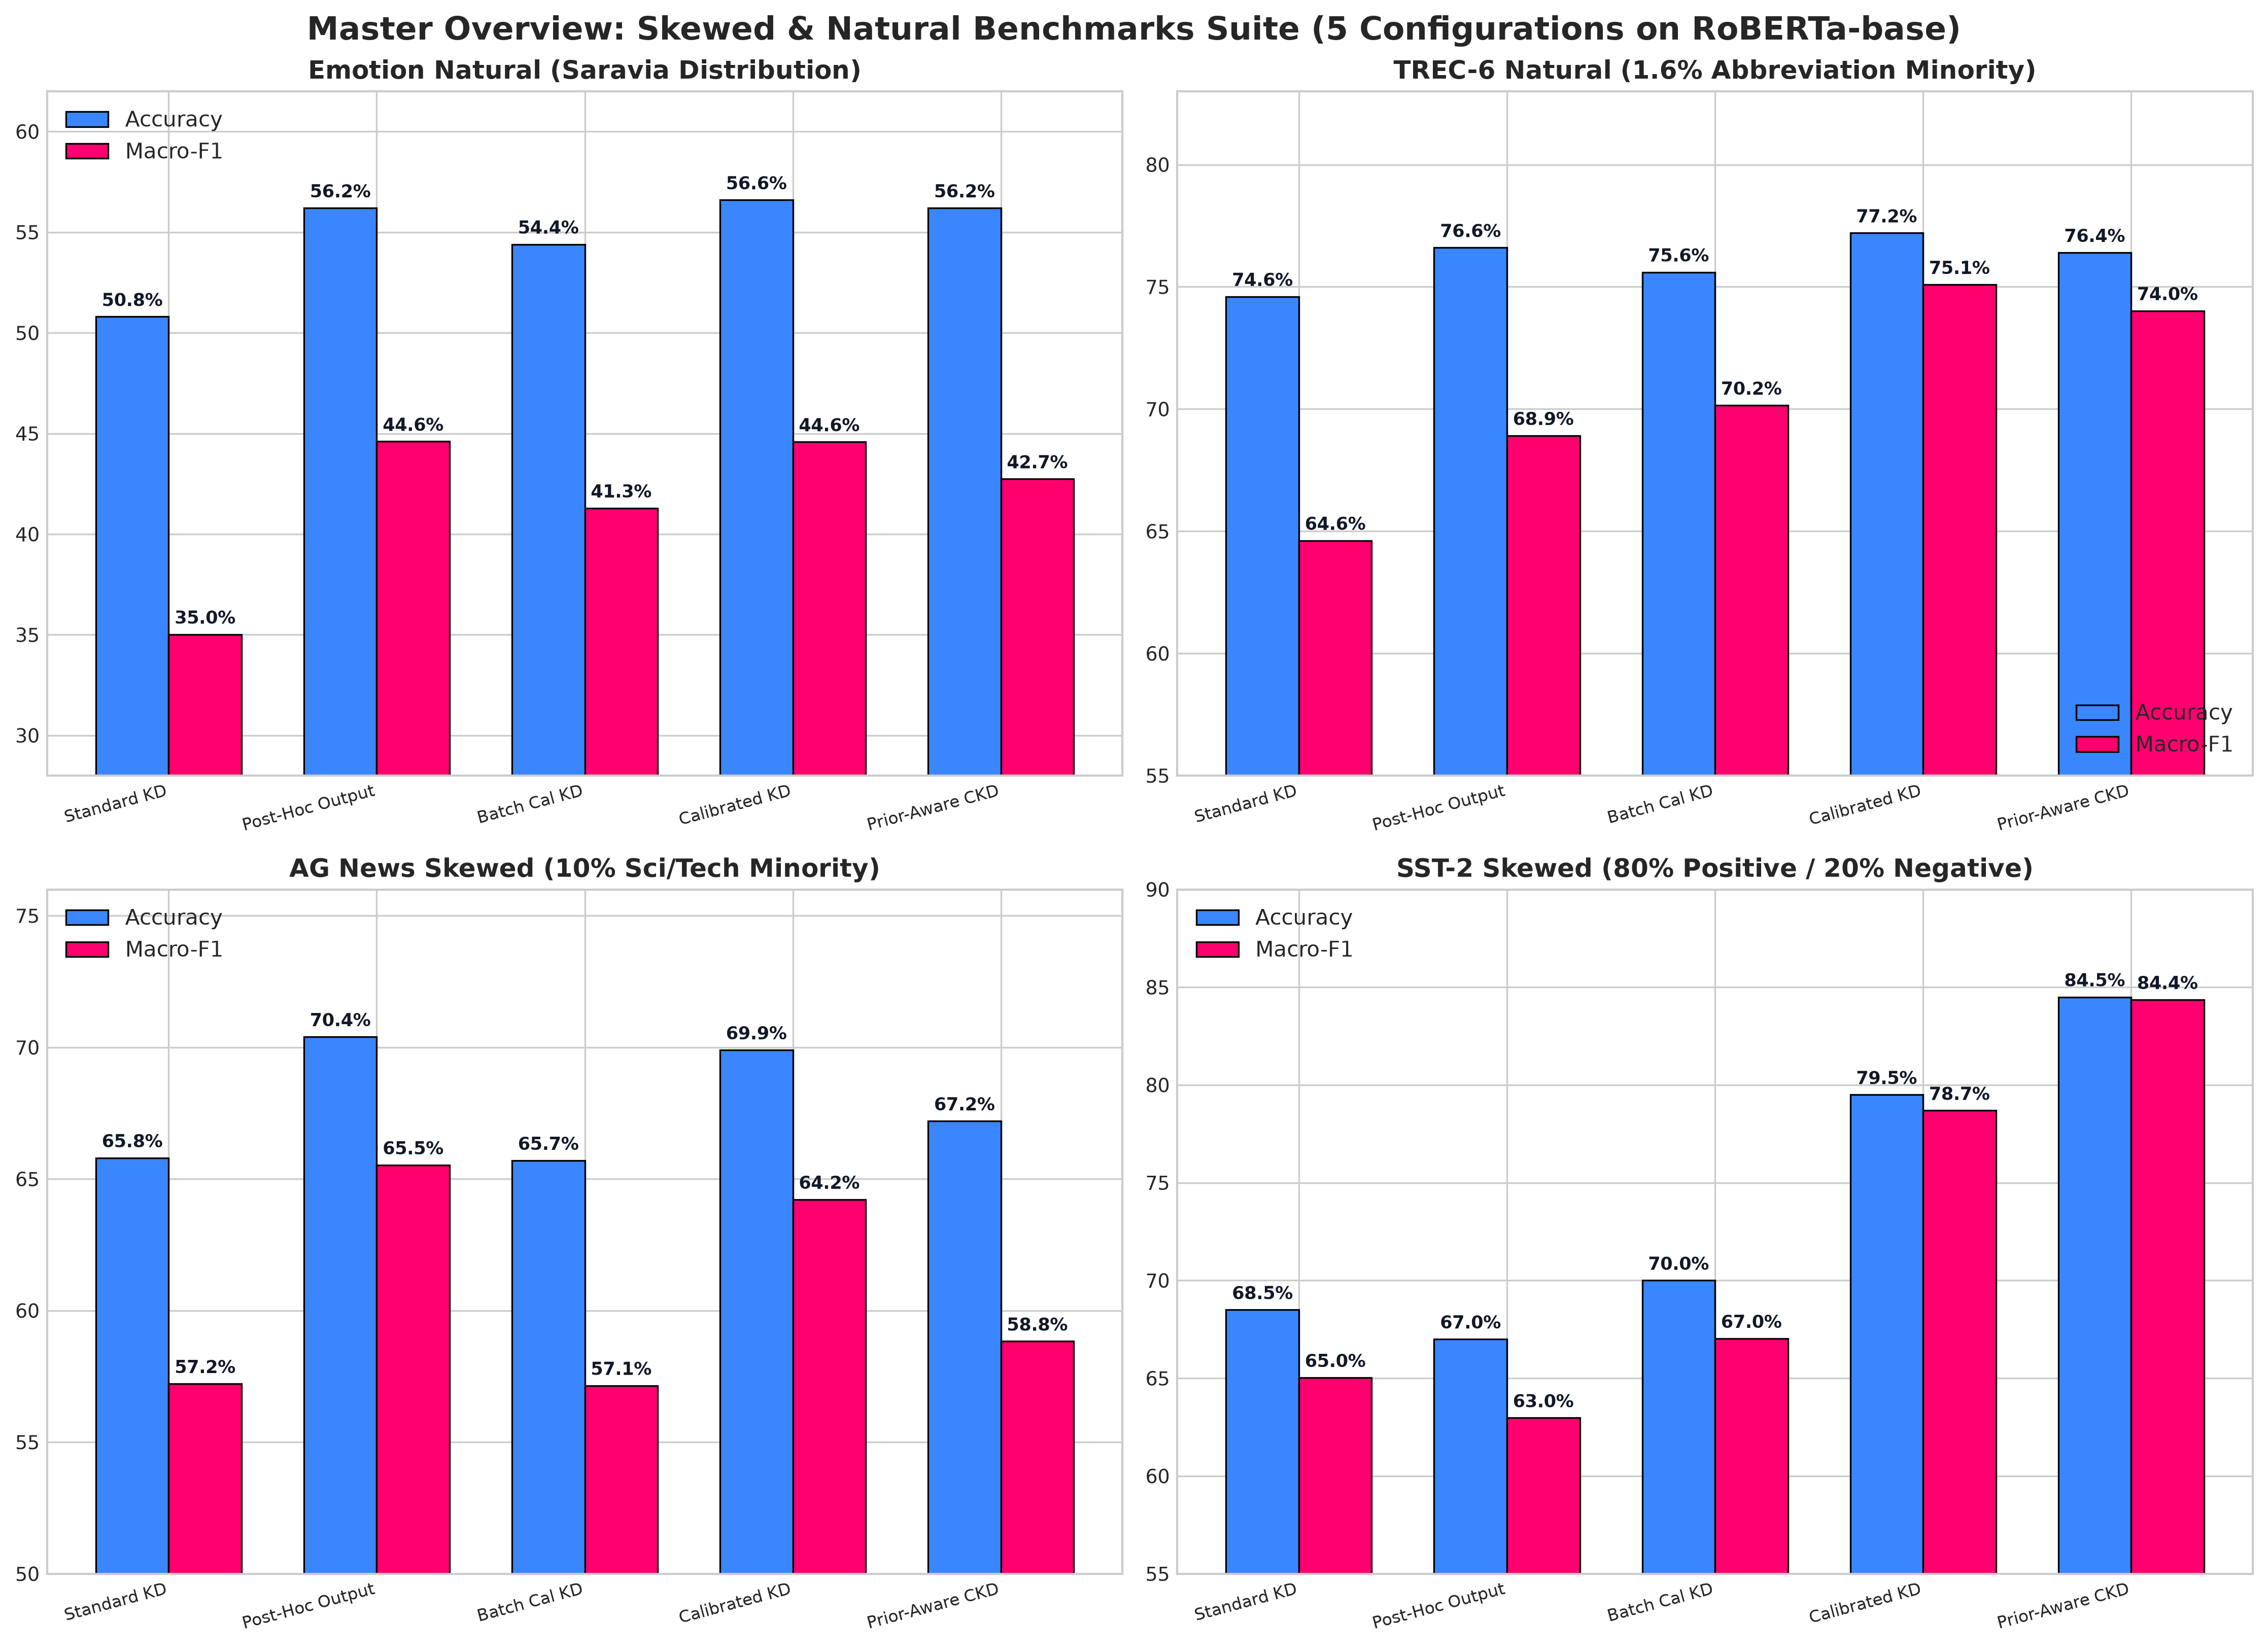 Master Overview: Skewed & Natural Benchmarks Suite (5 Configurations on RoBERTa-base)
Emotion Natural (Saravia Distribution)
Accuracy
Macro-F1
60
55
50
45
40
35
30
50.8%
35.0%
56.2%
44.6%
54.4%
41.3%
56.6%
44.6%
56.2%
42.7%
Standard KD
Post-Hoc Output
Batch Cal KD
Calibrated KD
Prior-Aware CKD
TREC-6 Natural (1.6% Abbreviation Minority)
80
75
70
65
60
55
74.6%
64.6%
76.6%
68.9%
75.6%
70.2%
77.2%
75.1%
76.4%
74.0%
Accuracy
Macro-F1
Standard KD
Post-Hoc Output
Batch Cal KD
Calibrated KD
Prior-Aware CKD
AG News Skewed (10% Sci/Tech Minority)
Accuracy
Macro-F1
75
70
65
60
55
50
65.8%
57.2%
70.4%
65.5%
65.7%
57.1%
69.9%
64.2%
67.2%
58.8%
Standard KD
Post-Hoc Output
Batch Cal KD
Calibrated KD
Prior-Aware CKD
SST-2 Skewed (80% Positive / 20% Negative)
Accuracy
Macro-F1
90
85
80
75
70
65
60
55
68.5%
65.0%
67.0%
63.0%
70.0%
67.0%
79.5%
78.7%
84.5%
84.4%
Standard KD
Post-Hoc Output
Batch Cal KD
Calibrated KD
Prior-Aware CKD